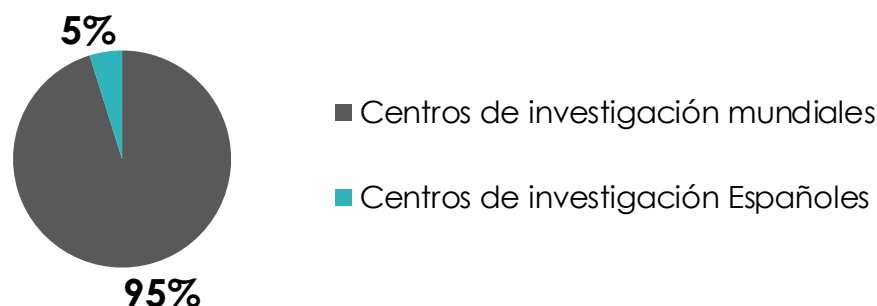 5%
Centros de investigación mundiales
Centros de investigación Españoles
95%